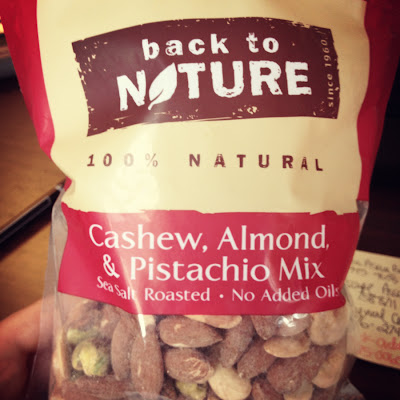 back to
NATURE
since 1960
100% NATURAL
Cashew, Almond,
& Pistachio Mix
Sea Salt Roasted • No Added Oils